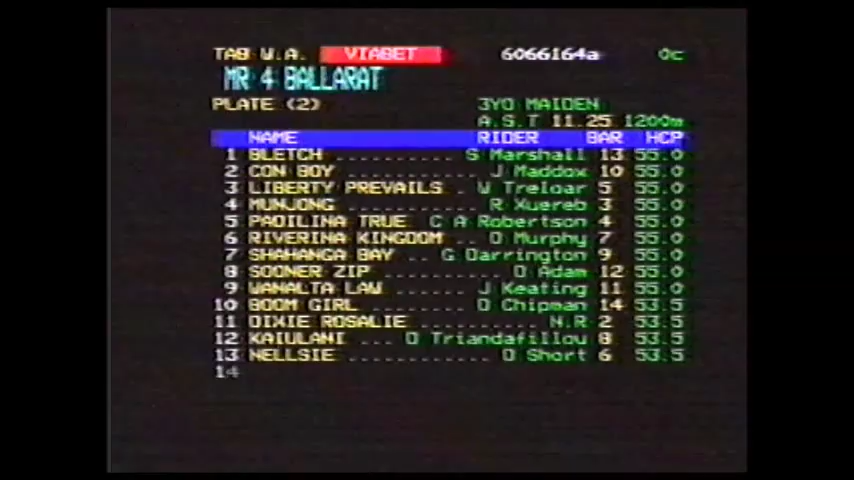 TAB W.A. VIABET 6066164a 0c
MR 4 BALLARAT
PLATE (2) 3YO MAIDEN
A.S.T 11.25 1200m
NAME RIDER BAR HCP
1 BLETCH ........... S Marshall 13 55.0
2 CON BOY ............ J Maddox 10 55.0
3 LIBERTY PREVAILS . W Treloar 5 55.0
4 MUNJONG ............ R Xuereb 3 55.0
5 PAOILINA TRUE C A Robertson 4 55.0
6 RIVERINA KINGDOM .. D Murphy 7 55.0
7 SHAHANGA BAY .. G Darrington 9 55.0
8 SOONER ZIP ......... D Adam 12 55.0
9 WANALTA LAW ...... J Keating 11 55.0
10 BOOM GIRL ........ D Chipman 14 53.5
11 DIXIE ROSALIE .......... N.R 2 53.5
12 KAIULANI ... D Triandafillou 8 53.5
13 NELLSIE ............ D Short 6 53.5
14